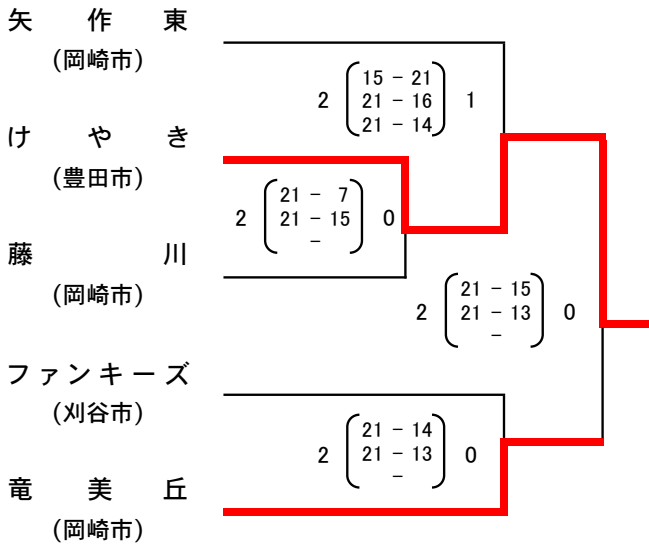 矢作東
(岡崎市)
2 15 - 21 1
21 - 16
21 - 14
けやき
(豊田市)
2 21 - 7 0
21 - 15
-
藤川
(岡崎市)
2 21 - 15 0
21 - 13
-
ファンキーズ
(刈谷市)
2 21 - 14 0
21 - 13
-
竜美丘
(岡崎市)